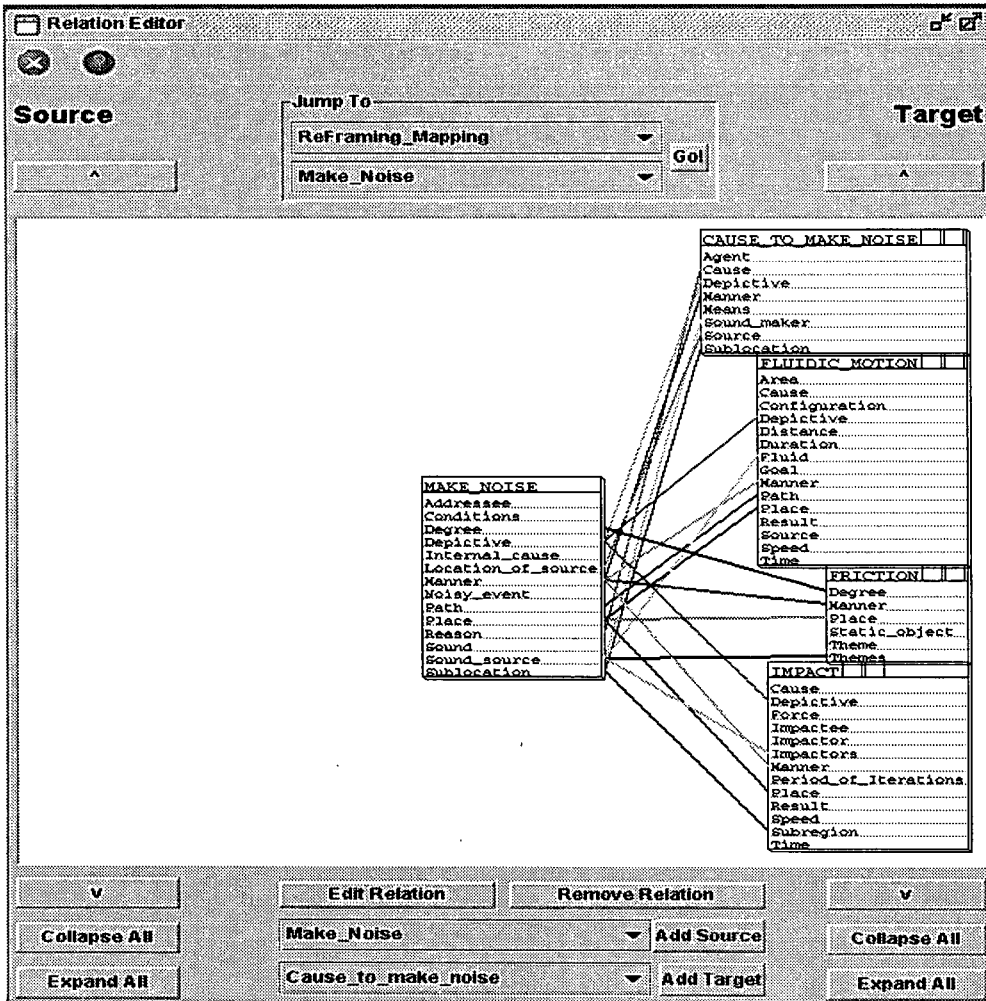 Relation Editor
Source
Jump To
Target
ReFraming_Mapping
Go!
^
Make_Noise
^
CAUSE_TO_MAKE_NOISE
Agent
Cause
Depictive
Manner
Means
Sound_maker
Source
Sublocation
FLUIDIC_MOTION
Area
Cause
Configuration
Depictive
Distance
Duration
Fluid
Goal
Manner
Path
Place
Result
Source
Speed
Time
MAKE_NOISE
Addressee
Conditions
Degree
Depictive
Internal_cause
Location_of_source
Manner
Noisy_event
Path
Place
Reason
Sound
Sound_source
Sublocation
FRICTION
Degree
Manner
Place
Static_object
Theme
Themes
IMPACT
Cause
Depictive
Force
Impactee
Impactor
Impactors
Manner
Period_of_Iterations
Place
Result
Speed
Subregion
Time
v
Edit Relation
Remove Relation
v
Collapse All
Make_Noise
Add Source
Collapse All
Expand All
Cause_to_make_noise
Add Target
Expand All